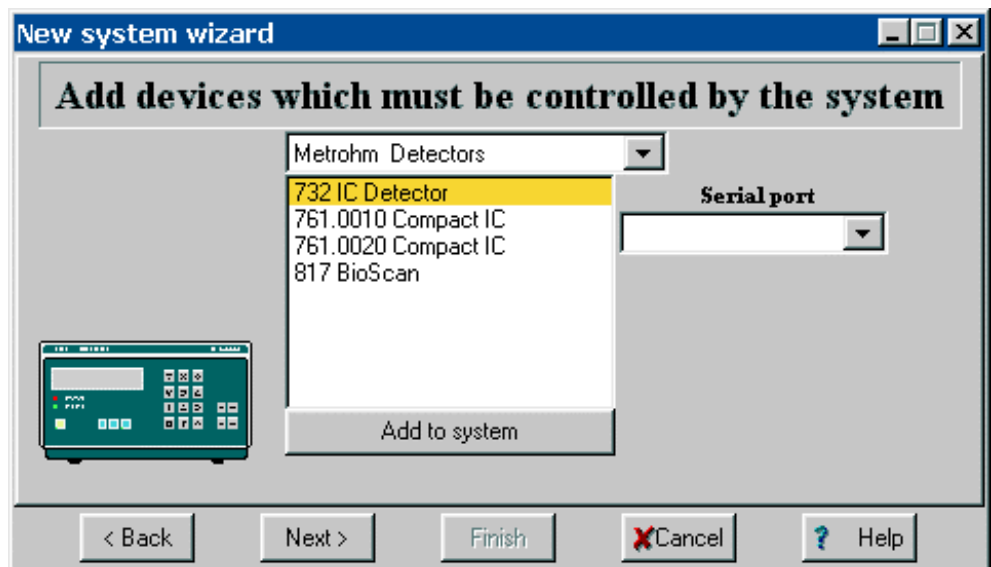 New system wizard
Add devices which must be controlled by the system
Metrohm Detectors
732 IC Detector
761.0010 Compact IC
761.0020 Compact IC
817 BioScan
Serial port
Add to system
< Back
Next >
Finish
Cancel
? Help